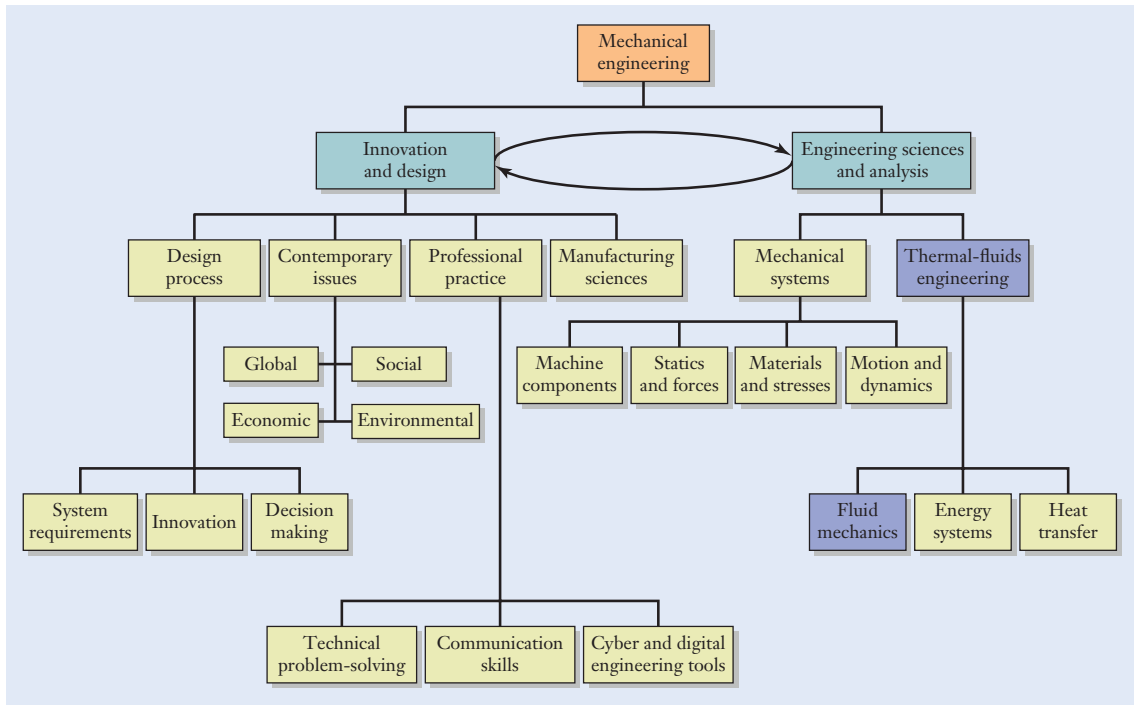 Mechanical
engineering
Innovation
and design
Engineering sciences
and analysis
Design
process
Contemporary
issues
Professional
practice
Manufacturing
sciences
Mechanical
systems
Thermal-fluids
engineering
Global
Social
Economic
Environmental
Machine
components
Statics
and forces
Materials
and stresses
Motion and
dynamics
System
requirements
Innovation
Decision
making
Fluid
mechanics
Energy
systems
Heat
transfer
Technical
problem-solving
Communication
skills
Cyber and digital
engineering tools